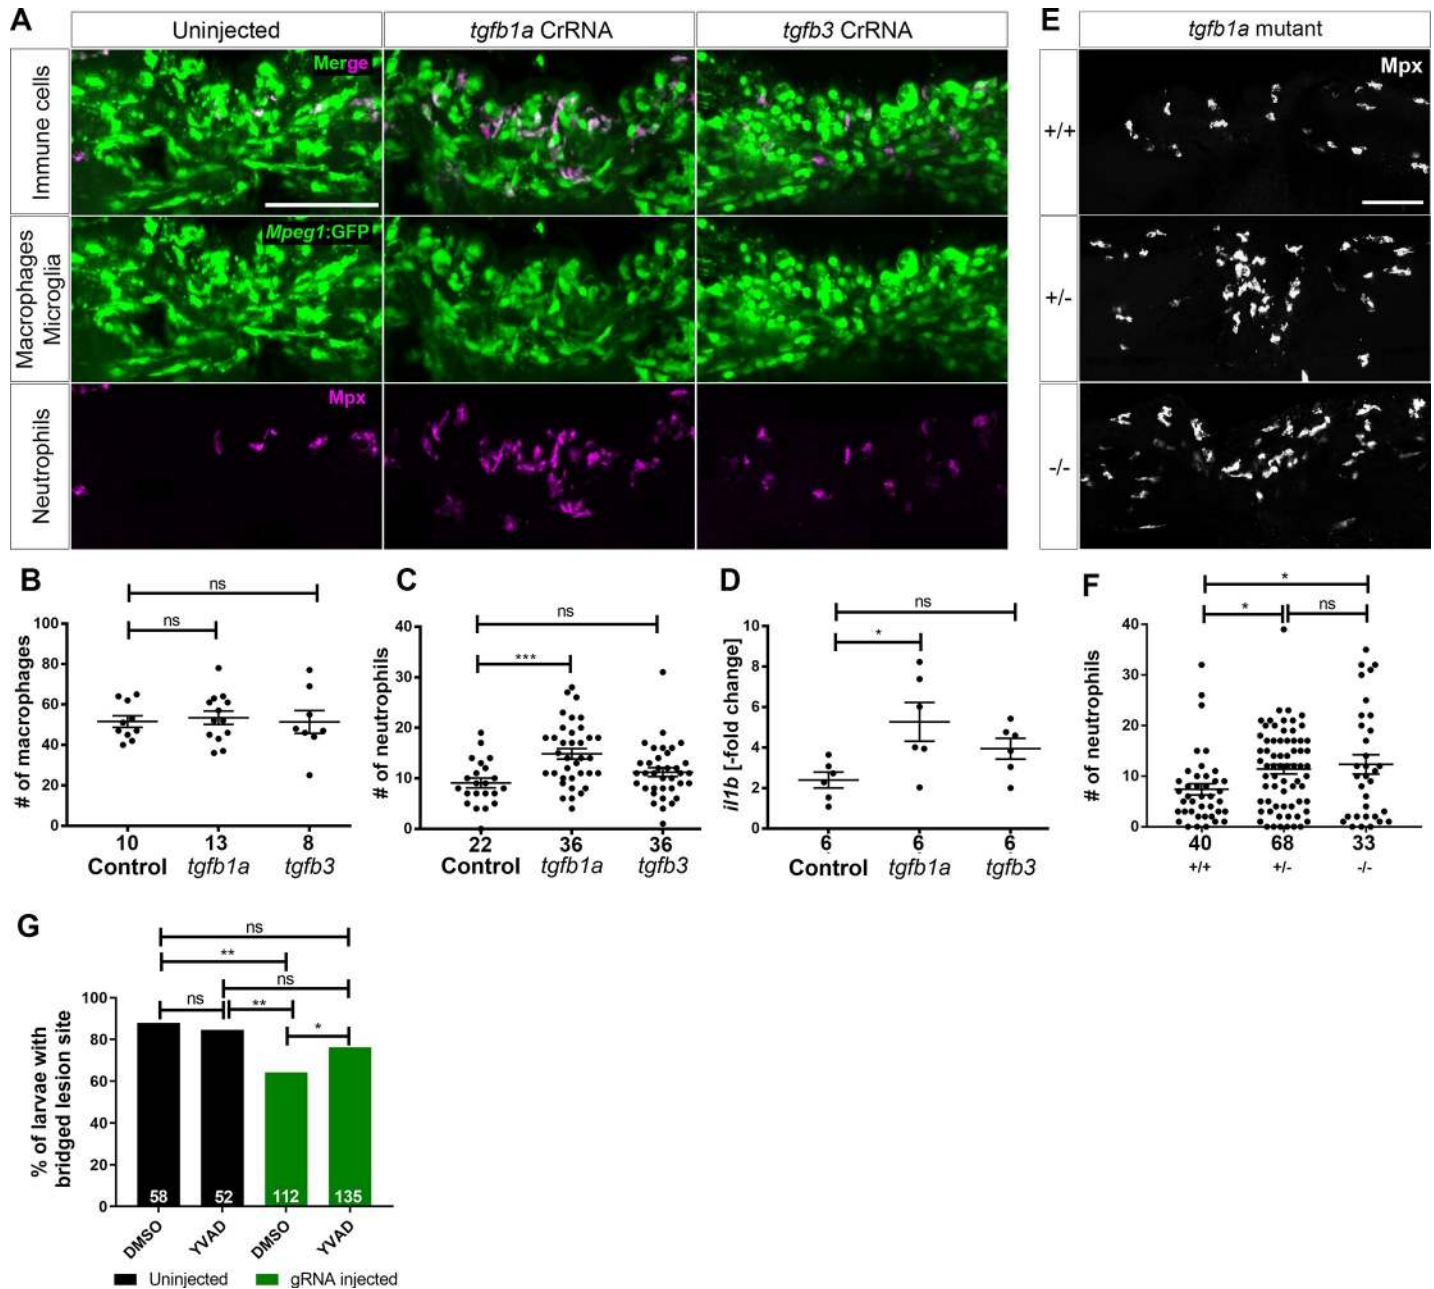 A
Uninjected
tgfb1a CrRNA
tgfb3 CrRNA
Immune cells
Merge
Macrophages
Microglia
Mpeg1:GFP
Neutrophils
Mpx
E
tgfb1a mutant
+/+
Mpx
+/-
-/-
B
ns
ns
# of macrophages
100
80
60
40
20
0
10
13
8
Control
tgfb1a
tgfb3
C
ns
***
# of neutrophils
40
30
20
10
0
22
36
36
Control
tgfb1a
tgfb3
D
ns
*
il1b [-fold change]
10
8
6
4
2
0
6
6
6
Control
tgfb1a
tgfb3
F
*
*
ns
# of neutrophils
40
30
20
10
0
40
68
33
+/+
+/-
-/-
G
ns
**
ns
ns
**
*
% of larvae with
bridged lesion site
100
80
60
40
20
0
58
52
112
135
DMSO
YVAD
DMSO
YVAD
Uninjected
gRNA injected